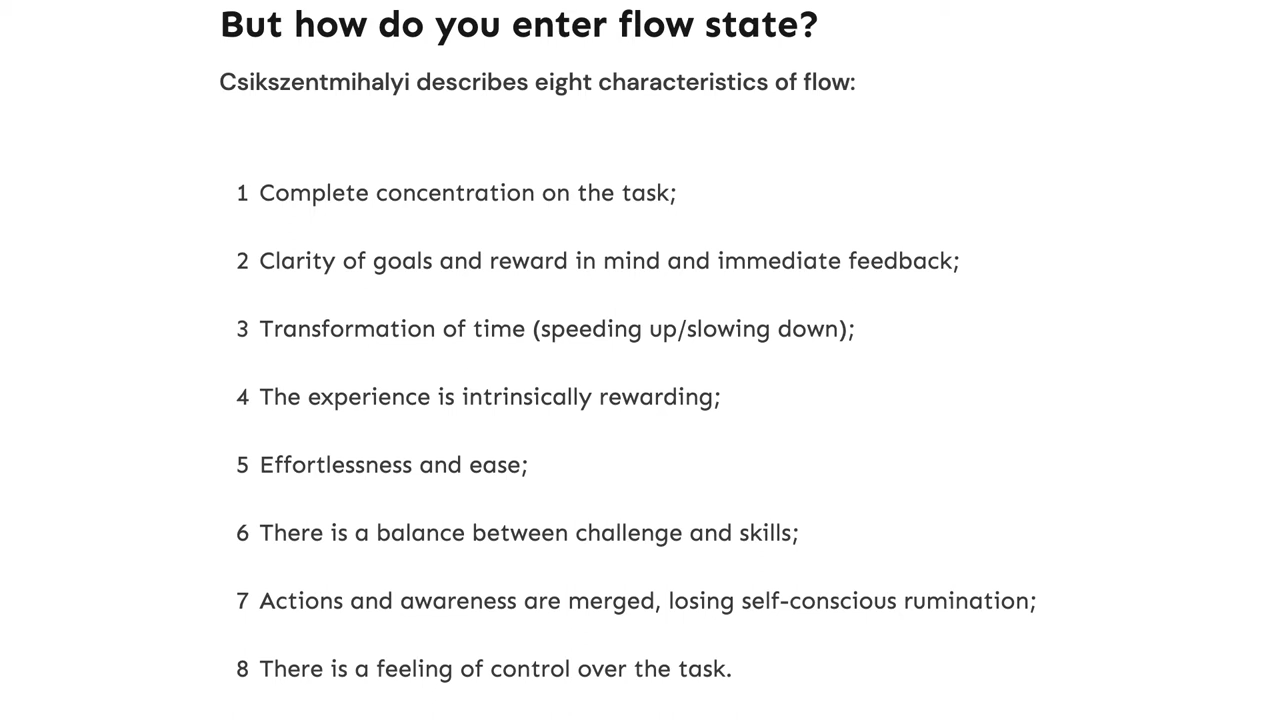 But how do you enter flow state?
Csikszentmihalyi describes eight characteristics of flow:
1 Complete concentration on the task;
2 Clarity of goals and reward in mind and immediate feedback;
3 Transformation of time (speeding up/slowing down);
4 The experience is intrinsically rewarding;
5 Effortlessness and ease;
6 There is a balance between challenge and skills;
7 Actions and awareness are merged, losing self-conscious rumination;
8 There is a feeling of control over the task.